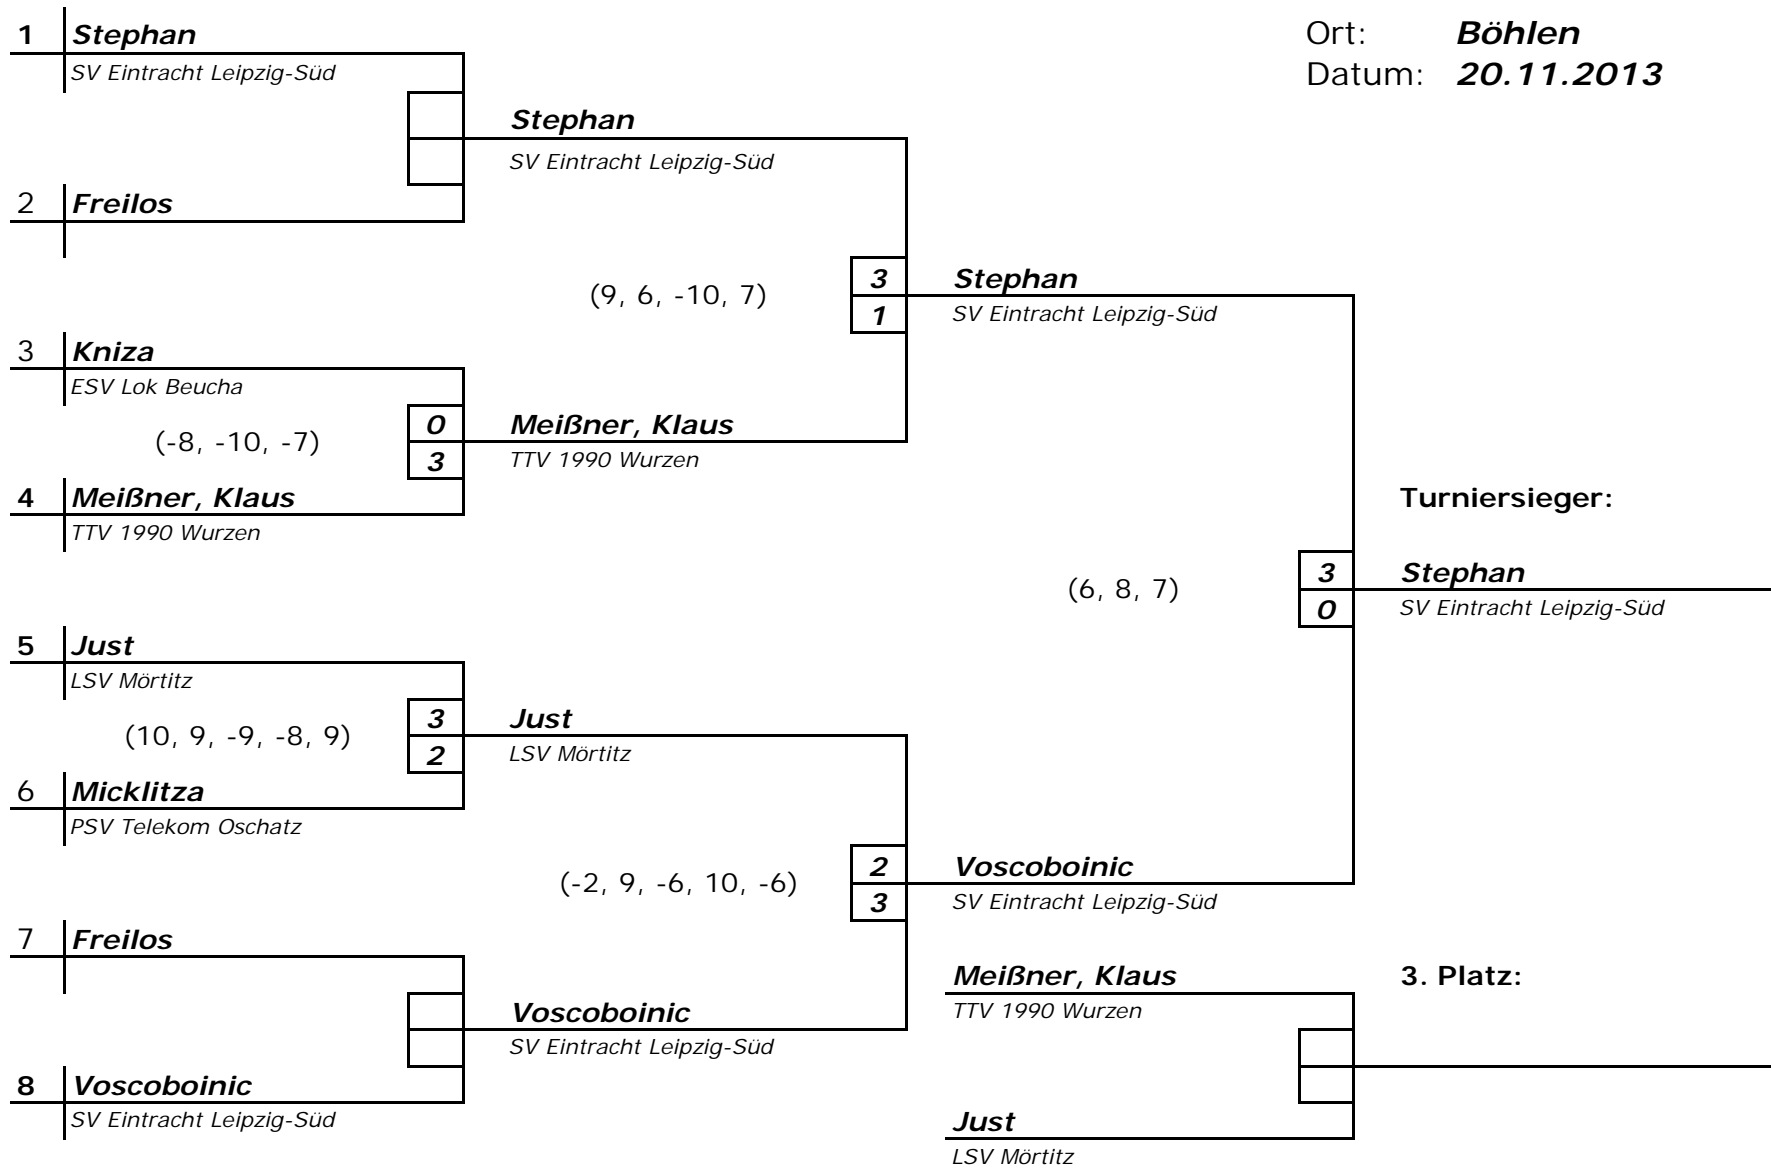 Ort: Böhlen
Datum: 20.11.2013
1 Stephan
SV Eintracht Leipzig-Süd
Stephan
SV Eintracht Leipzig-Süd
2 Freilos
(9, 6, -10, 7)
3
1
Stephan
SV Eintracht Leipzig-Süd
3 Kniza
ESV Lok Beucha
(-8, -10, -7)
0
3
Meißner, Klaus
TTV 1990 Wurzen
4 Meißner, Klaus
TTV 1990 Wurzen
Turniersieger:
(6, 8, 7)
3
0
Stephan
SV Eintracht Leipzig-Süd
5 Just
LSV Mörtitz
(10, 9, -9, -8, 9)
3
2
Just
LSV Mörtitz
6 Micklitza
PSV Telekom Oschatz
(-2, 9, -6, 10, -6)
2
3
Voscoboinic
SV Eintracht Leipzig-Süd
7 Freilos
Voscoboinic
SV Eintracht Leipzig-Süd
8 Voscoboinic
SV Eintracht Leipzig-Süd
Meißner, Klaus
TTV 1990 Wurzen
3. Platz:
Just
LSV Mörtitz